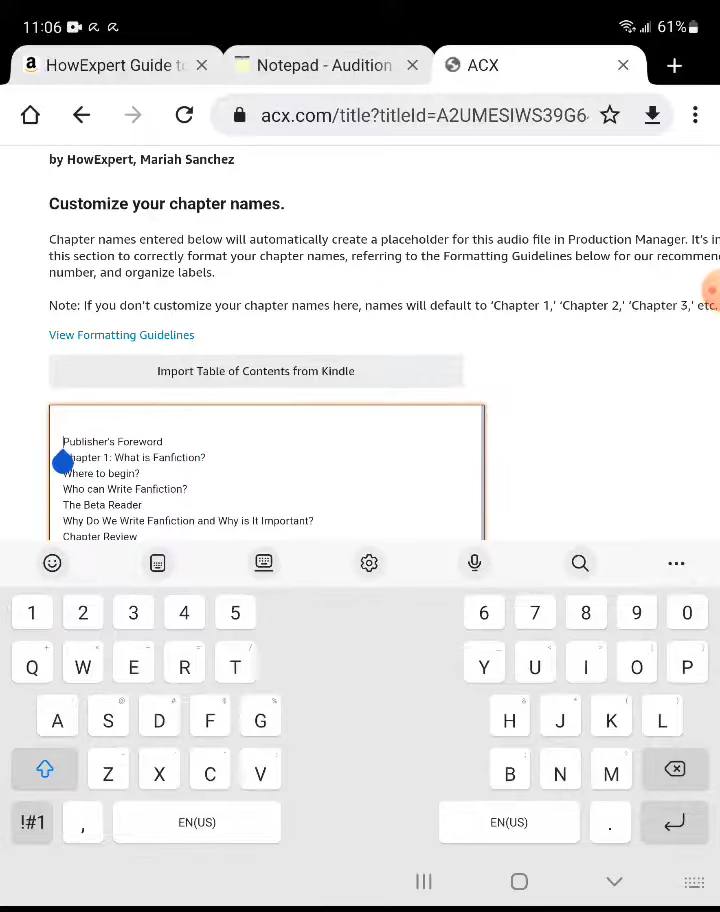 11:06 61%
HowExpert Guide to Notepad - Audition ACX
acx.com/title?titleId=A2UMESIWS39G6
by HowExpert, Mariah Sanchez
Customize your chapter names.
Chapter names entered below will automatically create a placeholder for this audio file in Production Manager. It's
this section to correctly format your chapter names, referring to the Formatting Guidelines below for our
number, and organize labels.
Note: If you don't customize your chapter names here, names will default to 'Chapter 1,' 'Chapter 2,' 'Chapter 3,' etc.
View Formatting Guidelines
Import Table of Contents from Kindle
Publisher's Foreword
Chapter 1: What is Fanfiction?
Where to begin?
Who can Write Fanfiction?
The Beta Reader
Why Do We Write Fanfiction and Why is It Important?
Chapter Review
1 2 3 4 5 6 7 8 9 0
Q W E R T Y U I O P
A S D F G H J K L
Z X C V B N M
!#1 , EN(US) EN(US) .